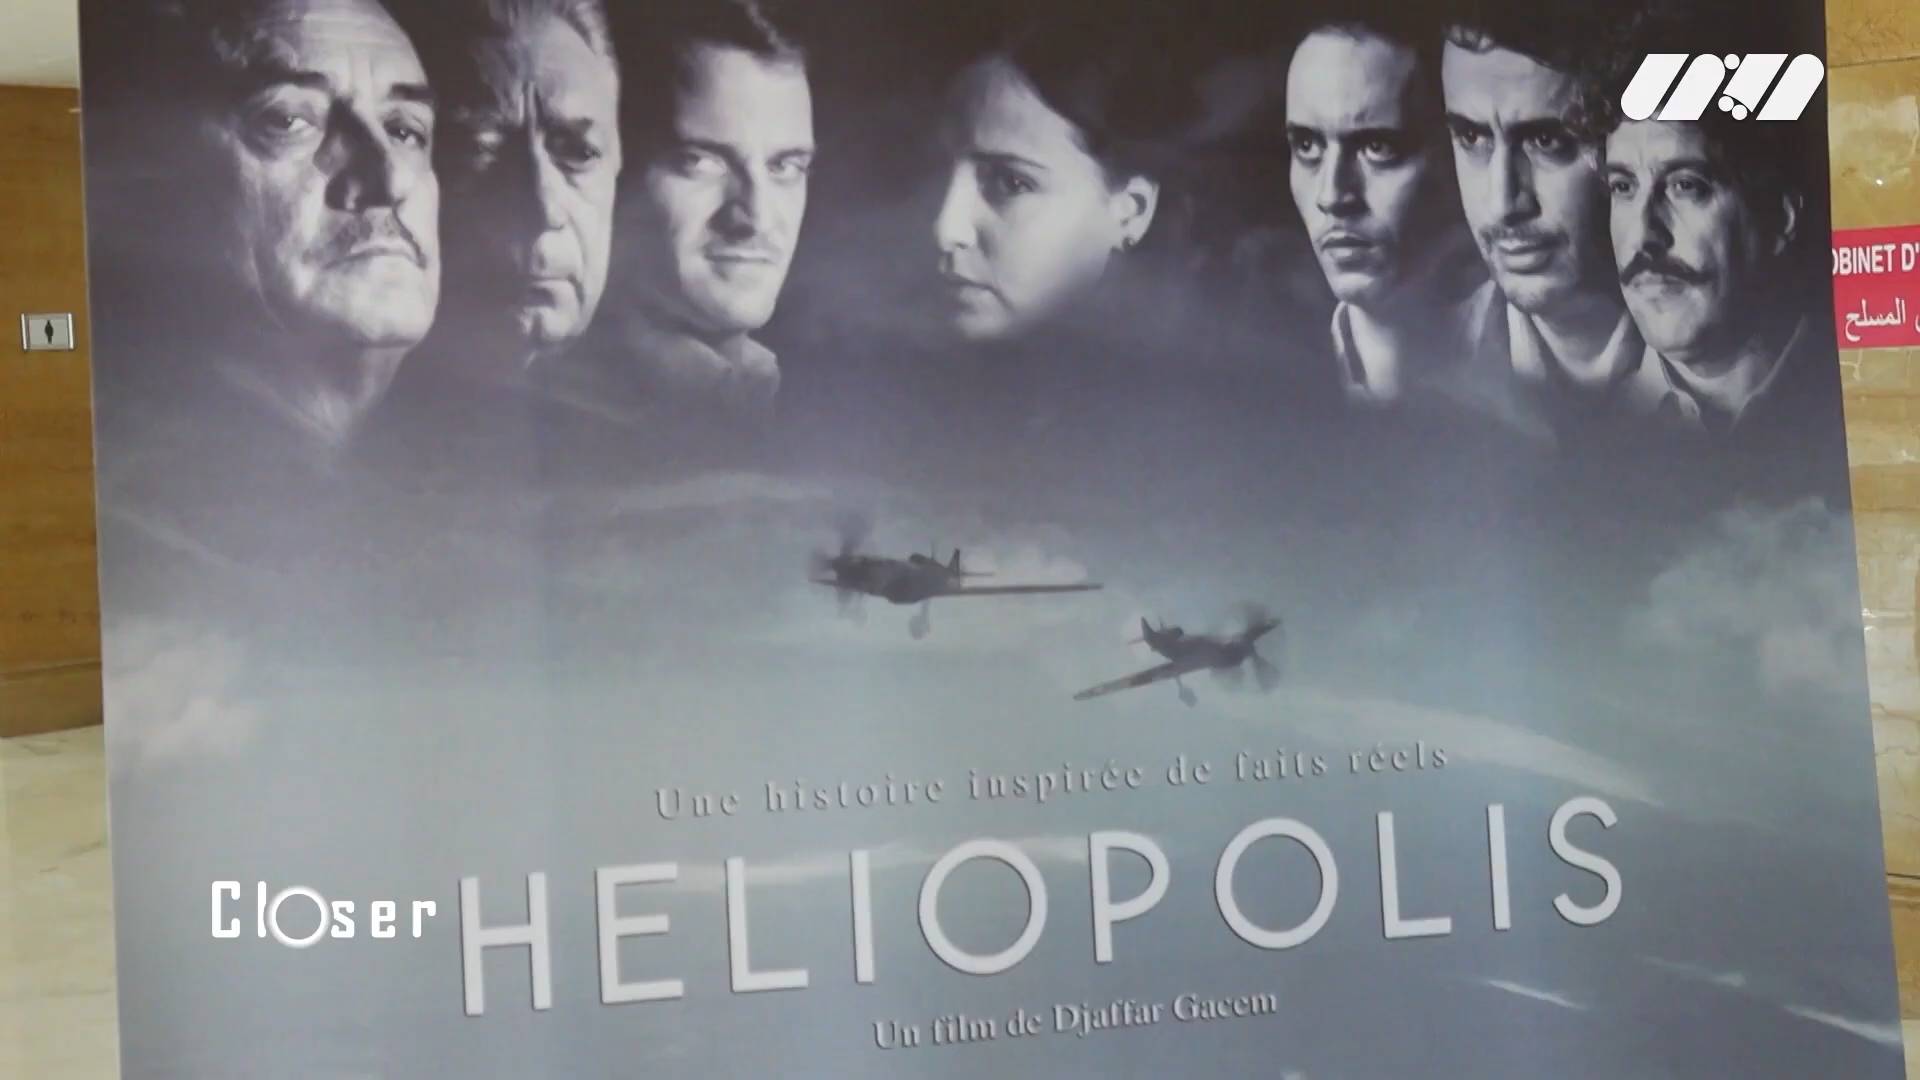 OBINET D'
المسلح
Une histoire inspirée de faits réels
HELIOPOLIS
Closer
Un film de Djaffar Gacem